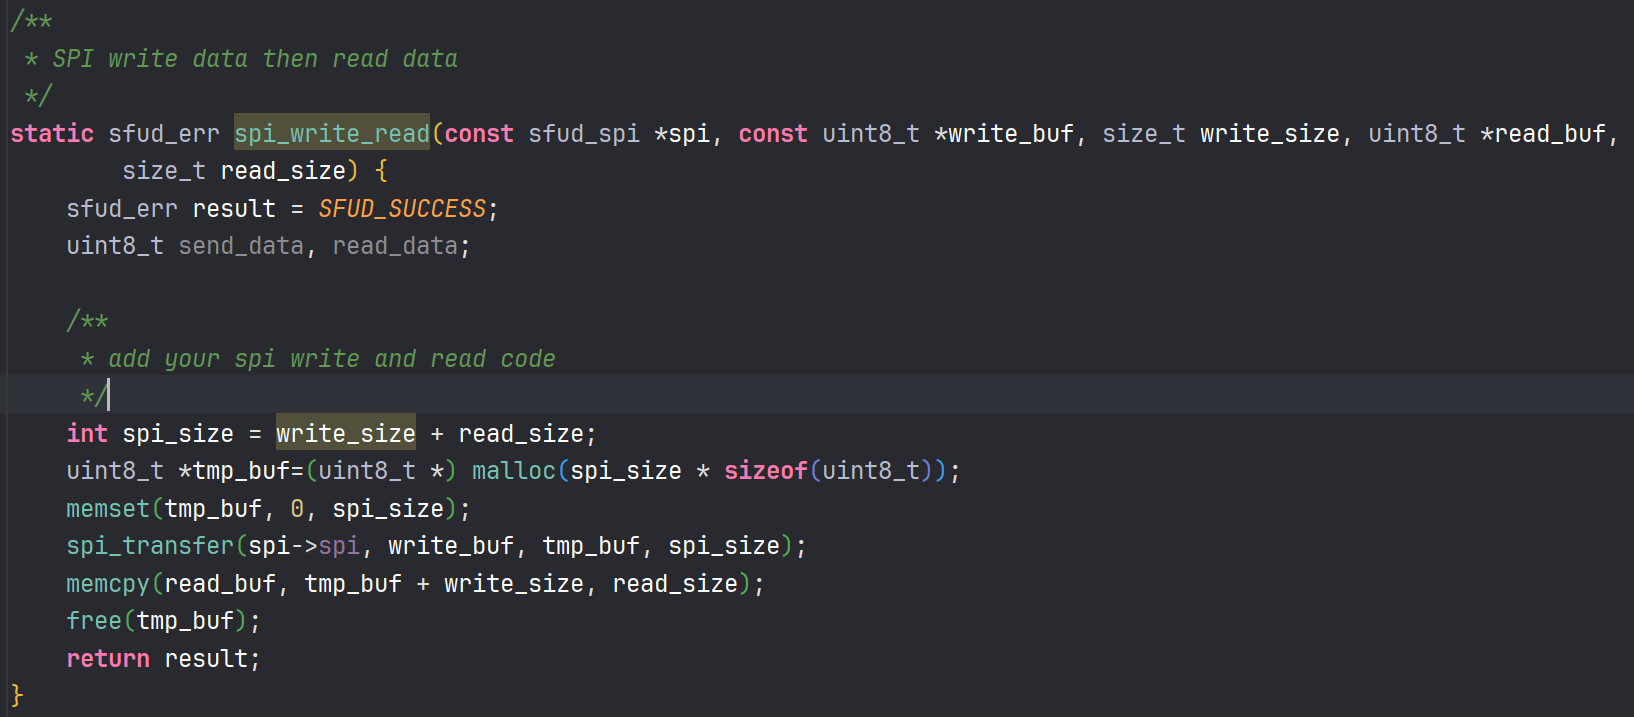 /**
 * SPI write data then read data
 */
static sfud_err spi_write_read(const sfud_spi *spi, const uint8_t *write_buf, size_t write_size, uint8_t *read_buf,
        size_t read_size) {
    sfud_err result = SFUD_SUCCESS;
    uint8_t send_data, read_data;

    /**
     * add your spi write and read code
     */
    int spi_size = write_size + read_size;
    uint8_t *tmp_buf=(uint8_t *) malloc(spi_size * sizeof(uint8_t));
    memset(tmp_buf, 0, spi_size);
    spi_transfer(spi->spi, write_buf, tmp_buf, spi_size);
    memcpy(read_buf, tmp_buf + write_size, read_size);
    free(tmp_buf);
    return result;
}